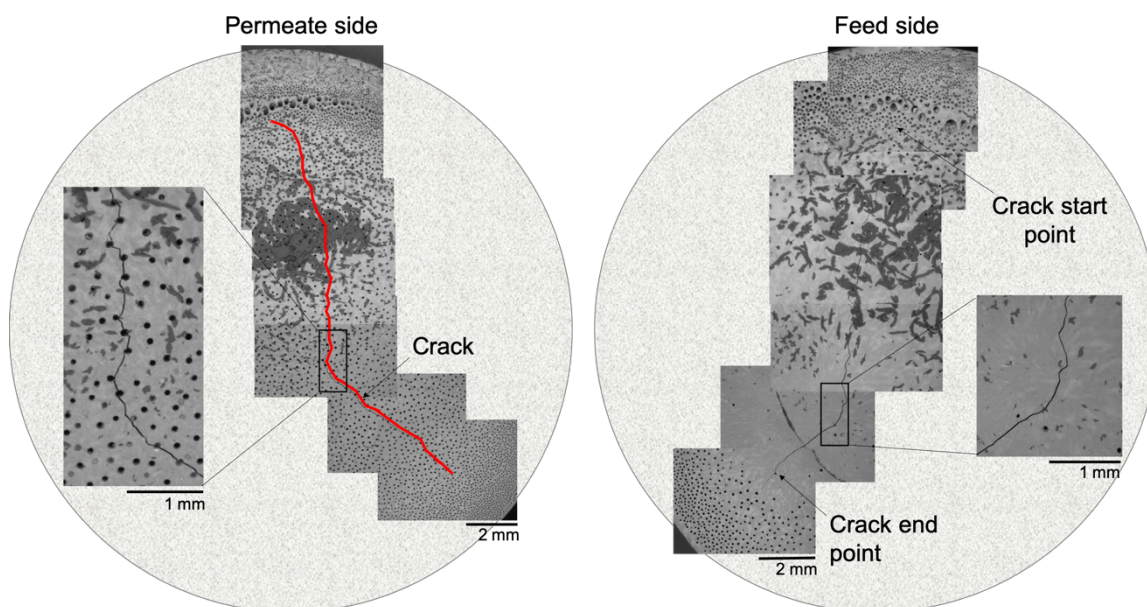 Permeate side
Feed side
Crack
1 mm
2 mm
Crack start
point
Crack end
point
1 mm
2 mm